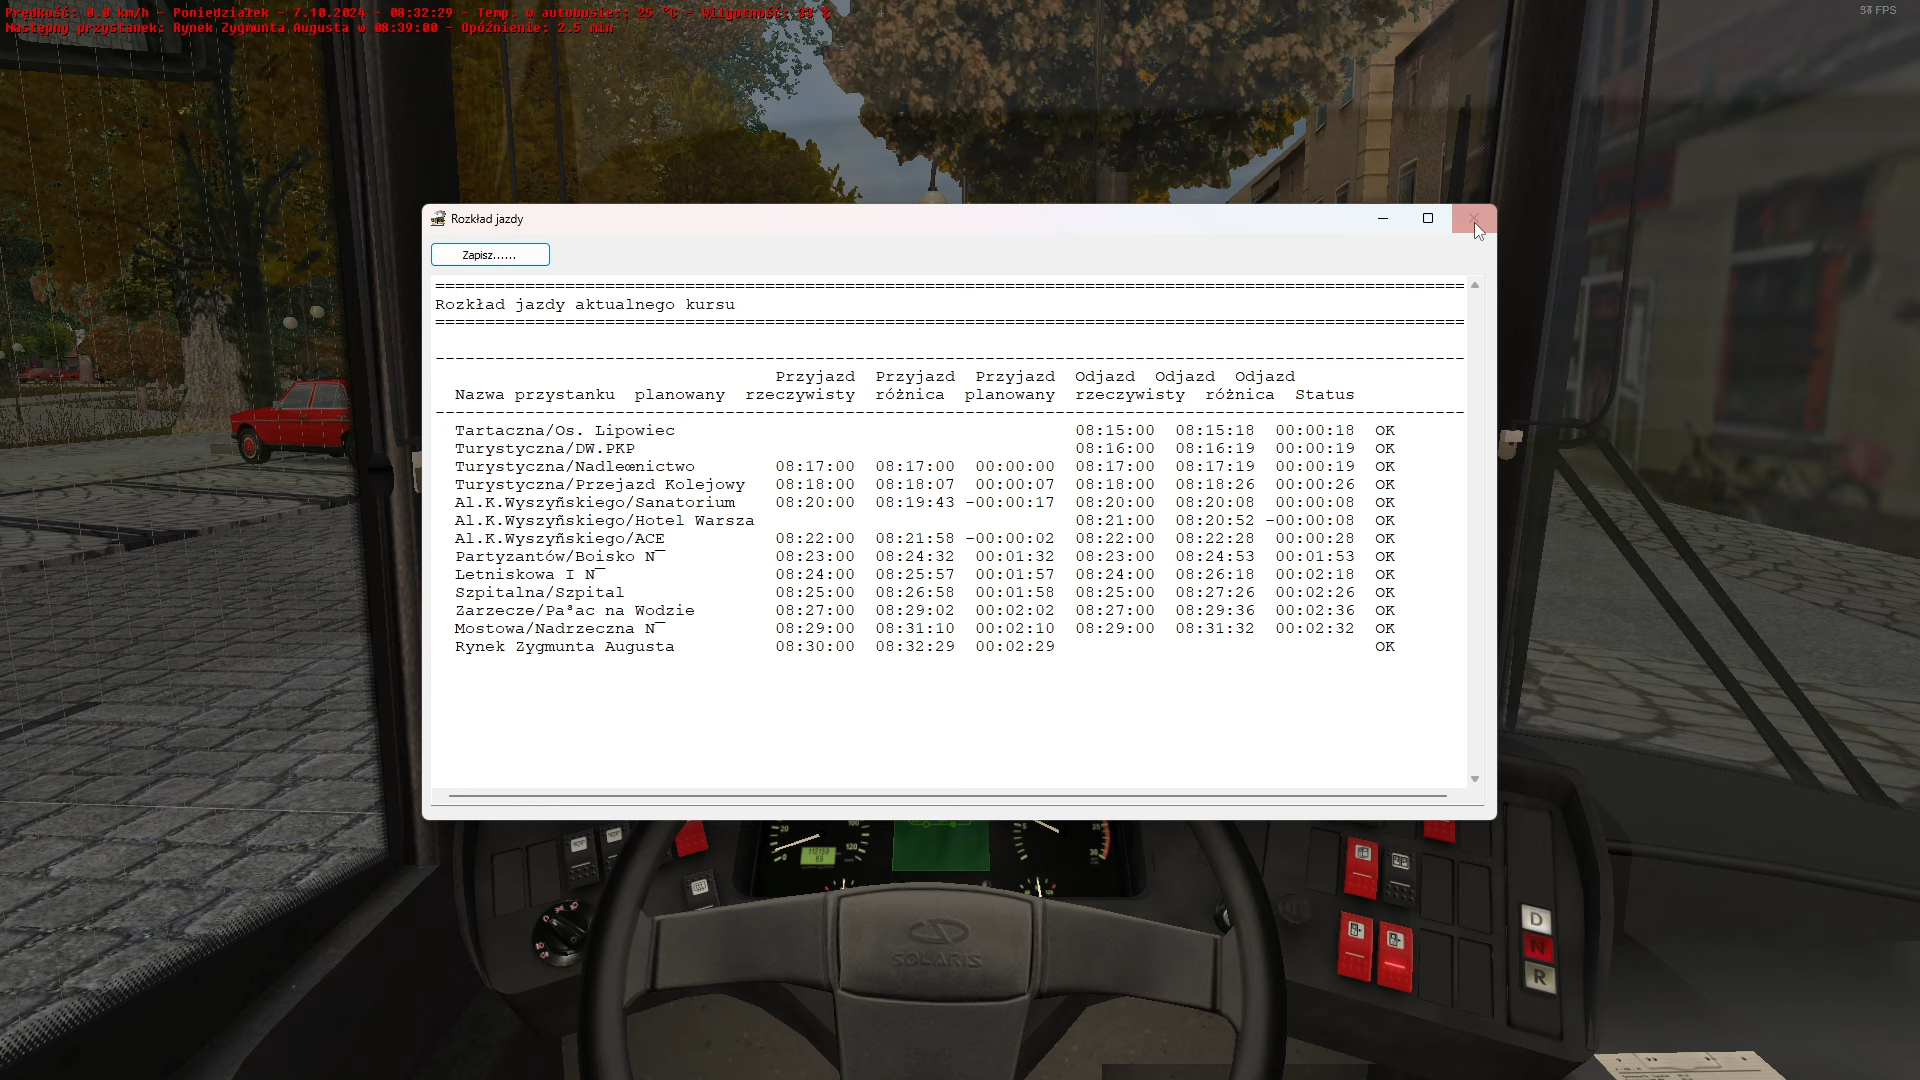 Prędkość: 0.0 km/h - Poniedziałek - 7.10.2024 - 08:32:29 - Temp. w autobusie:: 25 °C - Wilgotność: %
Następny przystanek: Rynek Zygmunta Augusta w 08:39:00 - Opóźnienie: 2.5 min
FPS
Rozkład jazdy
Zapisz......
Rozkład jazdy aktualnego kursu
Przyjazd Przyjazd Przyjazd Odjazd Odjazd Odjazd
Nazwa przystanku planowany rzeczywisty różnica planowany rzeczywisty różnica Status
Tartaczna/Os. Lipowiec 08:15:00 08:15:18 00:00:18 OK
Turystyczna/DW.PKP 08:16:00 08:16:19 00:00:19 OK
Turystyczna/Nadleœnictwo 08:17:00 08:17:00 00:00:00 08:17:00 08:17:19 00:00:19 OK
Turystyczna/Przejazd Kolejowy 08:18:00 08:18:07 00:00:07 08:18:00 08:18:26 00:00:26 OK
Al.K.Wyszyñskiego/Sanatorium 08:20:00 08:19:43 -00:00:17 08:20:00 08:20:08 00:00:08 OK
Al.K.Wyszyñskiego/Hotel Warsza 08:21:00 08:20:52 -00:00:08 OK
Al.K.Wyszyñskiego/ACE 08:22:00 08:21:58 -00:00:02 08:22:00 08:22:28 00:00:28 OK
Partyzantów/Boisko N¯ 08:23:00 08:24:32 00:01:32 08:23:00 08:24:53 00:01:53 OK
Letniskowa I N¯ 08:24:00 08:25:57 00:01:57 08:24:00 08:26:18 00:02:18 OK
Szpitalna/Szpital 08:25:00 08:26:58 00:01:58 08:25:00 08:27:26 00:02:26 OK
Zarzecze/Pa³ac na Wodzie 08:27:00 08:29:02 00:02:02 08:27:00 08:29:36 00:02:36 OK
Mostowa/Nadrzeczna N¯ 08:29:00 08:31:10 00:02:10 08:29:00 08:31:32 00:02:32 OK
Rynek Zygmunta Augusta 08:30:00 08:32:29 00:02:29 OK
20
0
120
5
25
30
SOLARIS
D
N
R